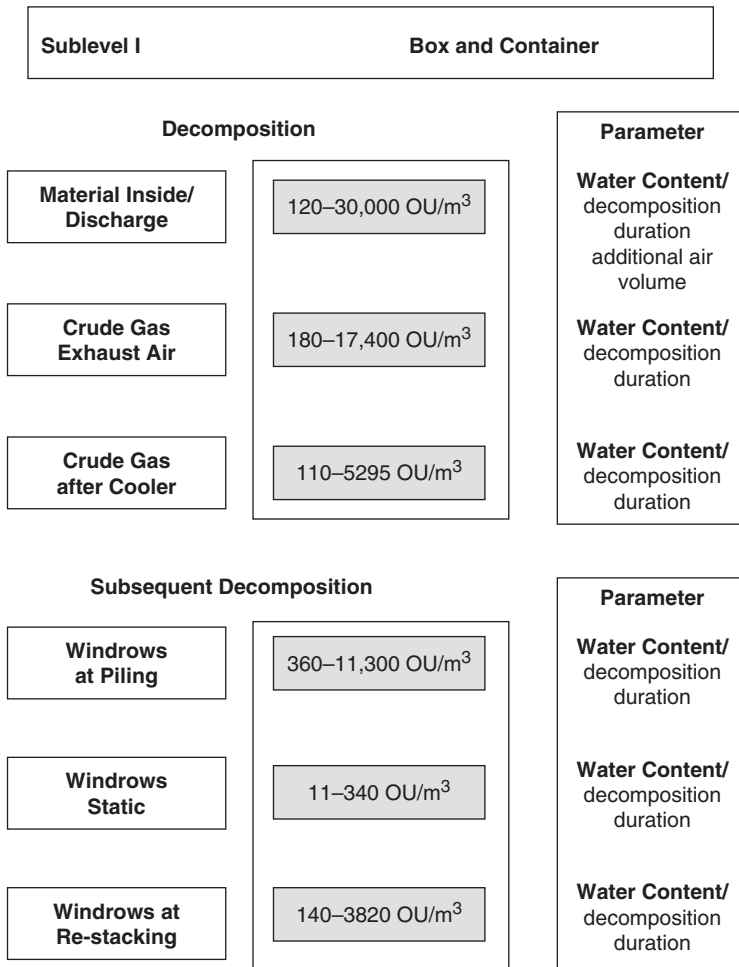 Sublevel I Box and Container
Decomposition
Parameter
Material Inside/
Discharge
120–30,000 OU/m³
Water Content/
decomposition
duration
additional air
volume
Crude Gas
Exhaust Air
180–17,400 OU/m³
Water Content/
decomposition
duration
Crude Gas
after Cooler
110–5295 OU/m³
Water Content/
decomposition
duration
Subsequent Decomposition
Parameter
Windrows
at Piling
360–11,300 OU/m³
Water Content/
decomposition
duration
Windrows
Static
11–340 OU/m³
Water Content/
decomposition
duration
Windrows at
Re-stacking
140–3820 OU/m³
Water Content/
decomposition
duration